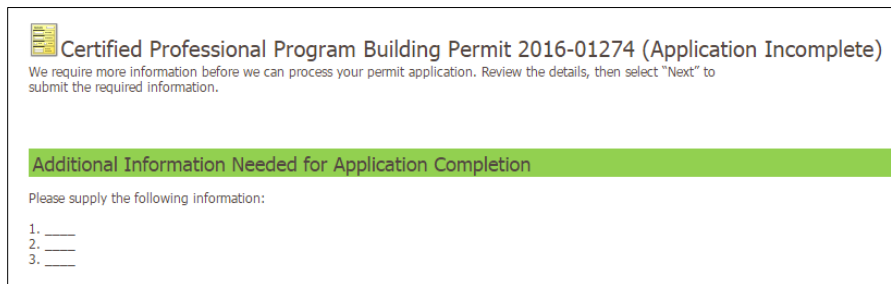 Certified Professional Program Building Permit 2016-01274 (Application Incomplete)
We require more information before we can process your permit application. Review the details, then select “Next” to
submit the required information.
Additional Information Needed for Application Completion
Please supply the following information:
1. ____
2. ____
3. ____